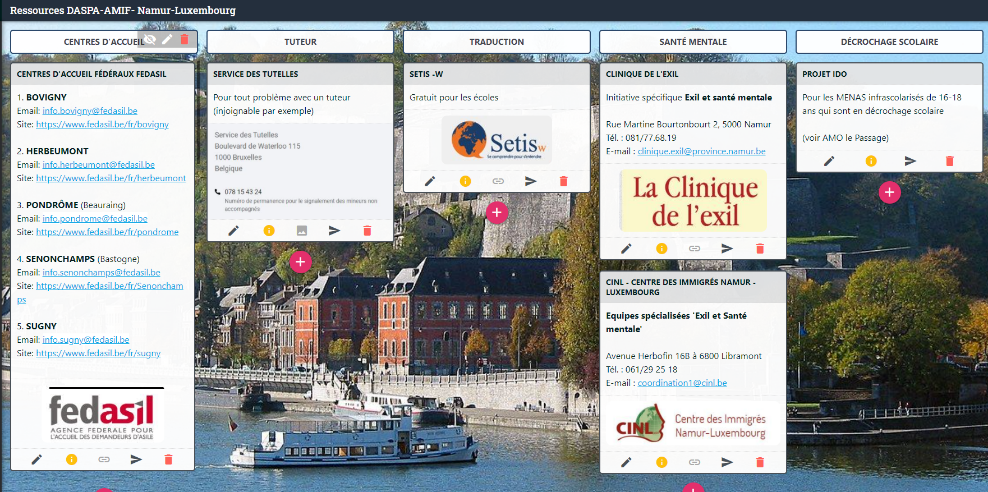 Ressources DASPA-AMIF- Namur-Luxembourg
CENTRES D'ACCUEIL
CENTRES D'ACCUEIL FÉDÉRAUX FEDASIL
1. BOVIGNY
Email: info.bovigny@fedasil.be
Site: https://www.fedasil.be/fr/bovigny
2. HERBEUMONT
Email: info.herbeumont@fedasil.be
Site: https://www.fedasil.be/fr/herbeumont
3. PONDRÔME (Beauraing)
Email: info.pondrome@fedasil.be
Site: https://www.fedasil.be/fr/pondrome
4. SENONCHAMPS (Bastogne)
Email: info.senonchamps@fedasil.be
Site: https://www.fedasil.be/fr/Senoncham
ps
5. SUGNY
Email: info.sugny@fedasil.be
Site: https://www.fedasil.be/fr/sugny
fedasil
AGENCE FEDERALE POUR
L'ACCUEIL DES DEMANDEURS D'ASILE
TUTEUR
SERVICE DES TUTELLES
Pour tout problème avec un tuteur
(injoignable par exemple)
Service des Tutelles
Boulevard de Waterloo 115
1000 Bruxelles
Belgique
078 15 43 24
Numéro de permanence pour le signalement des mineurs non
accompagnés
TRADUCTION
SETIS -W
Gratuit pour les écoles
Setis w
se comprendre pour s'entendre
SANTÉ MENTALE
CLINIQUE DE L'EXIL
Initiative spécifique Exil et santé mentale
Rue Martine Bourtonbourt 2, 5000 Namur
Tél. : 081/77.68.19
E-mail : clinique.exil@province.namur.be
La Clinique
de l'exil
CINL - CENTRE DES IMMIGRÉS NAMUR -
LUXEMBOURG
Equipes spécialisées 'Exil et Santé
mentale'
Avenue Herbofin 16B à 6800 Libramont
Tél. : 061/29 25 18
E-mail : coordination1@cinl.be
CINL
Centre des Immigrés
Namur-Luxembourg
DÉCROCHAGE SCOLAIRE
PROJET IDO
Pour les MENAS infrascolarisés de 16-18
ans qui sont en décrochage scolaire
(voir AMO le Passage)